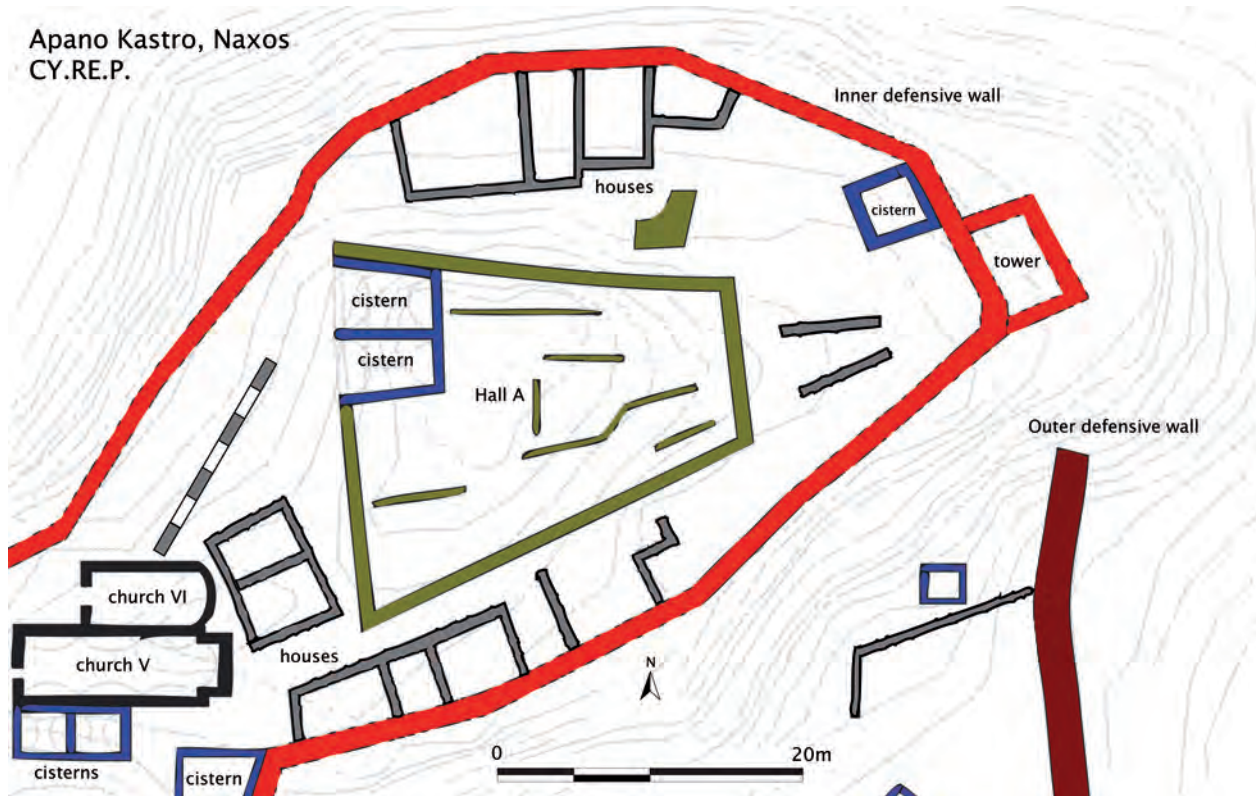 Apano Kastro, Naxos
CY.RE.P.
Inner defensive wall
houses
cistern
tower
cistern
cistern
Hall A
Outer defensive wall
church VI
church V
houses
N
0 20m
cisterns
cistern